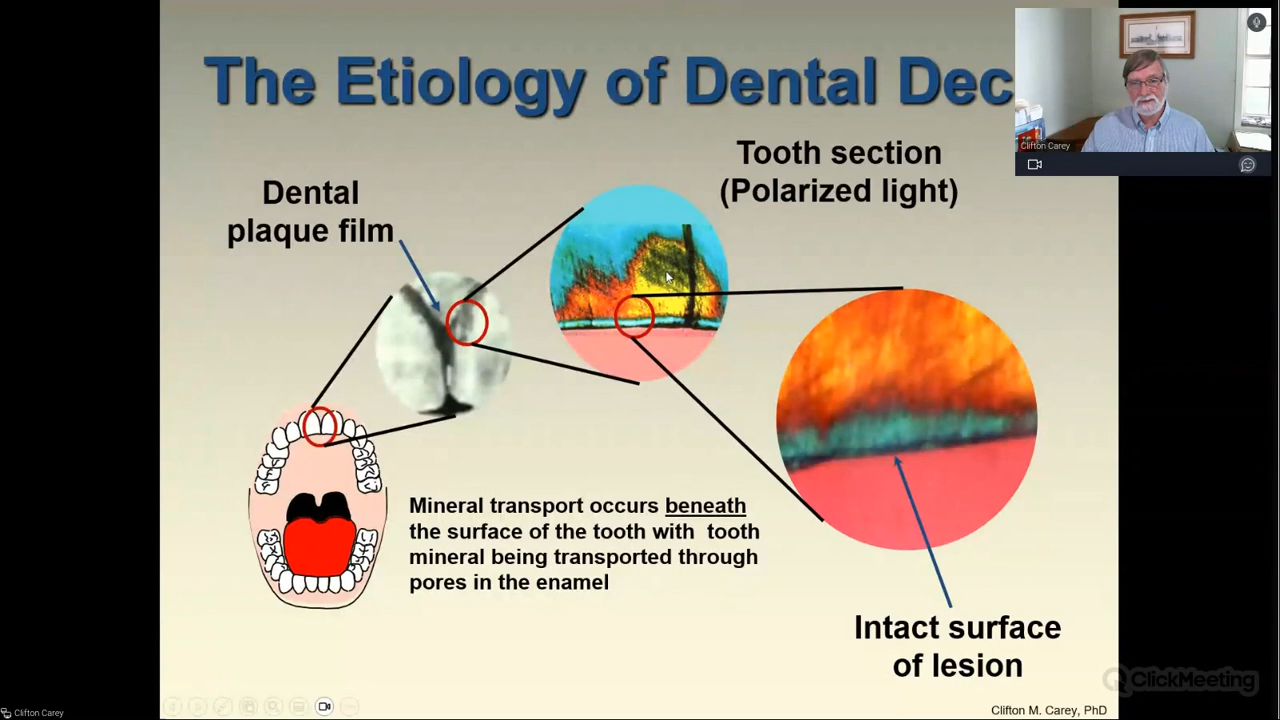 The Etiology of Dental Dec
Clifton Carey
Tooth section
(Polarized light)
Dental
plaque film
Mineral transport occurs beneath
the surface of the tooth with tooth
mineral being transported through
pores in the enamel
Intact surface
of lesion
ClickMeeting
Clifton M. Carey, PhD
Clifton Carey